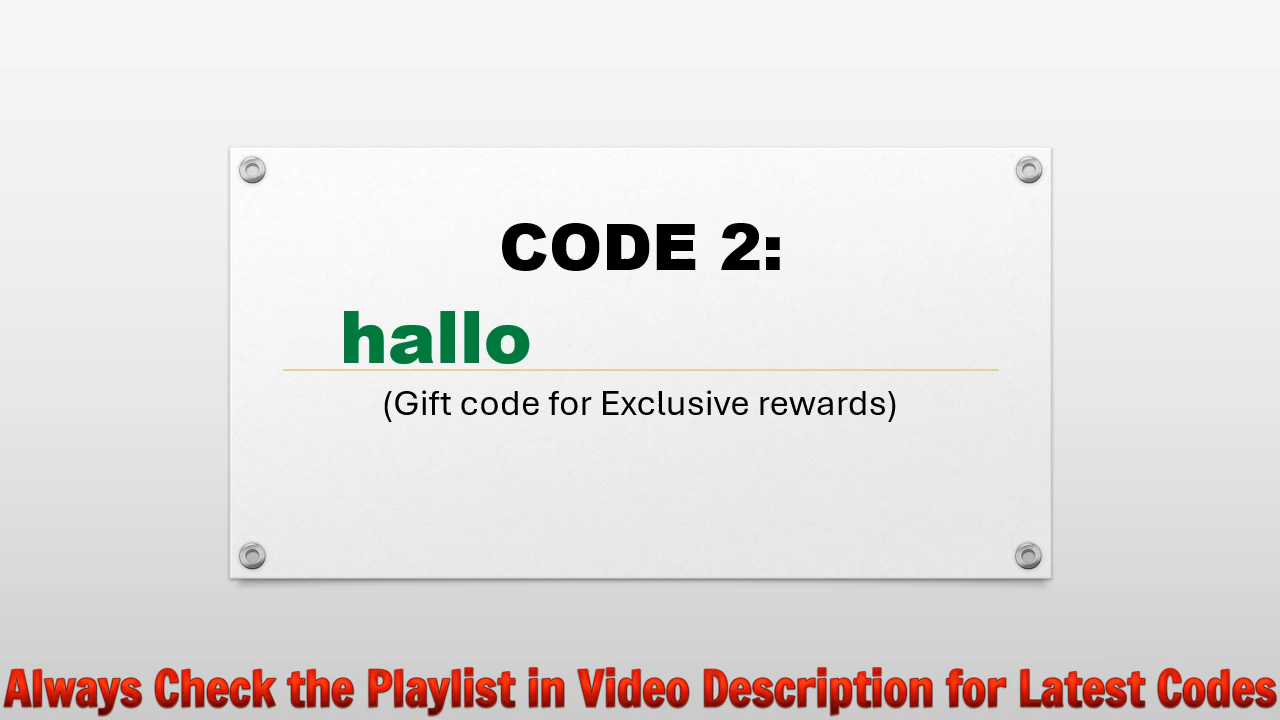 CODE 2:
hallo
(Gift code for Exclusive rewards)
Always Check the Playlist in Video Description for Latest Codes